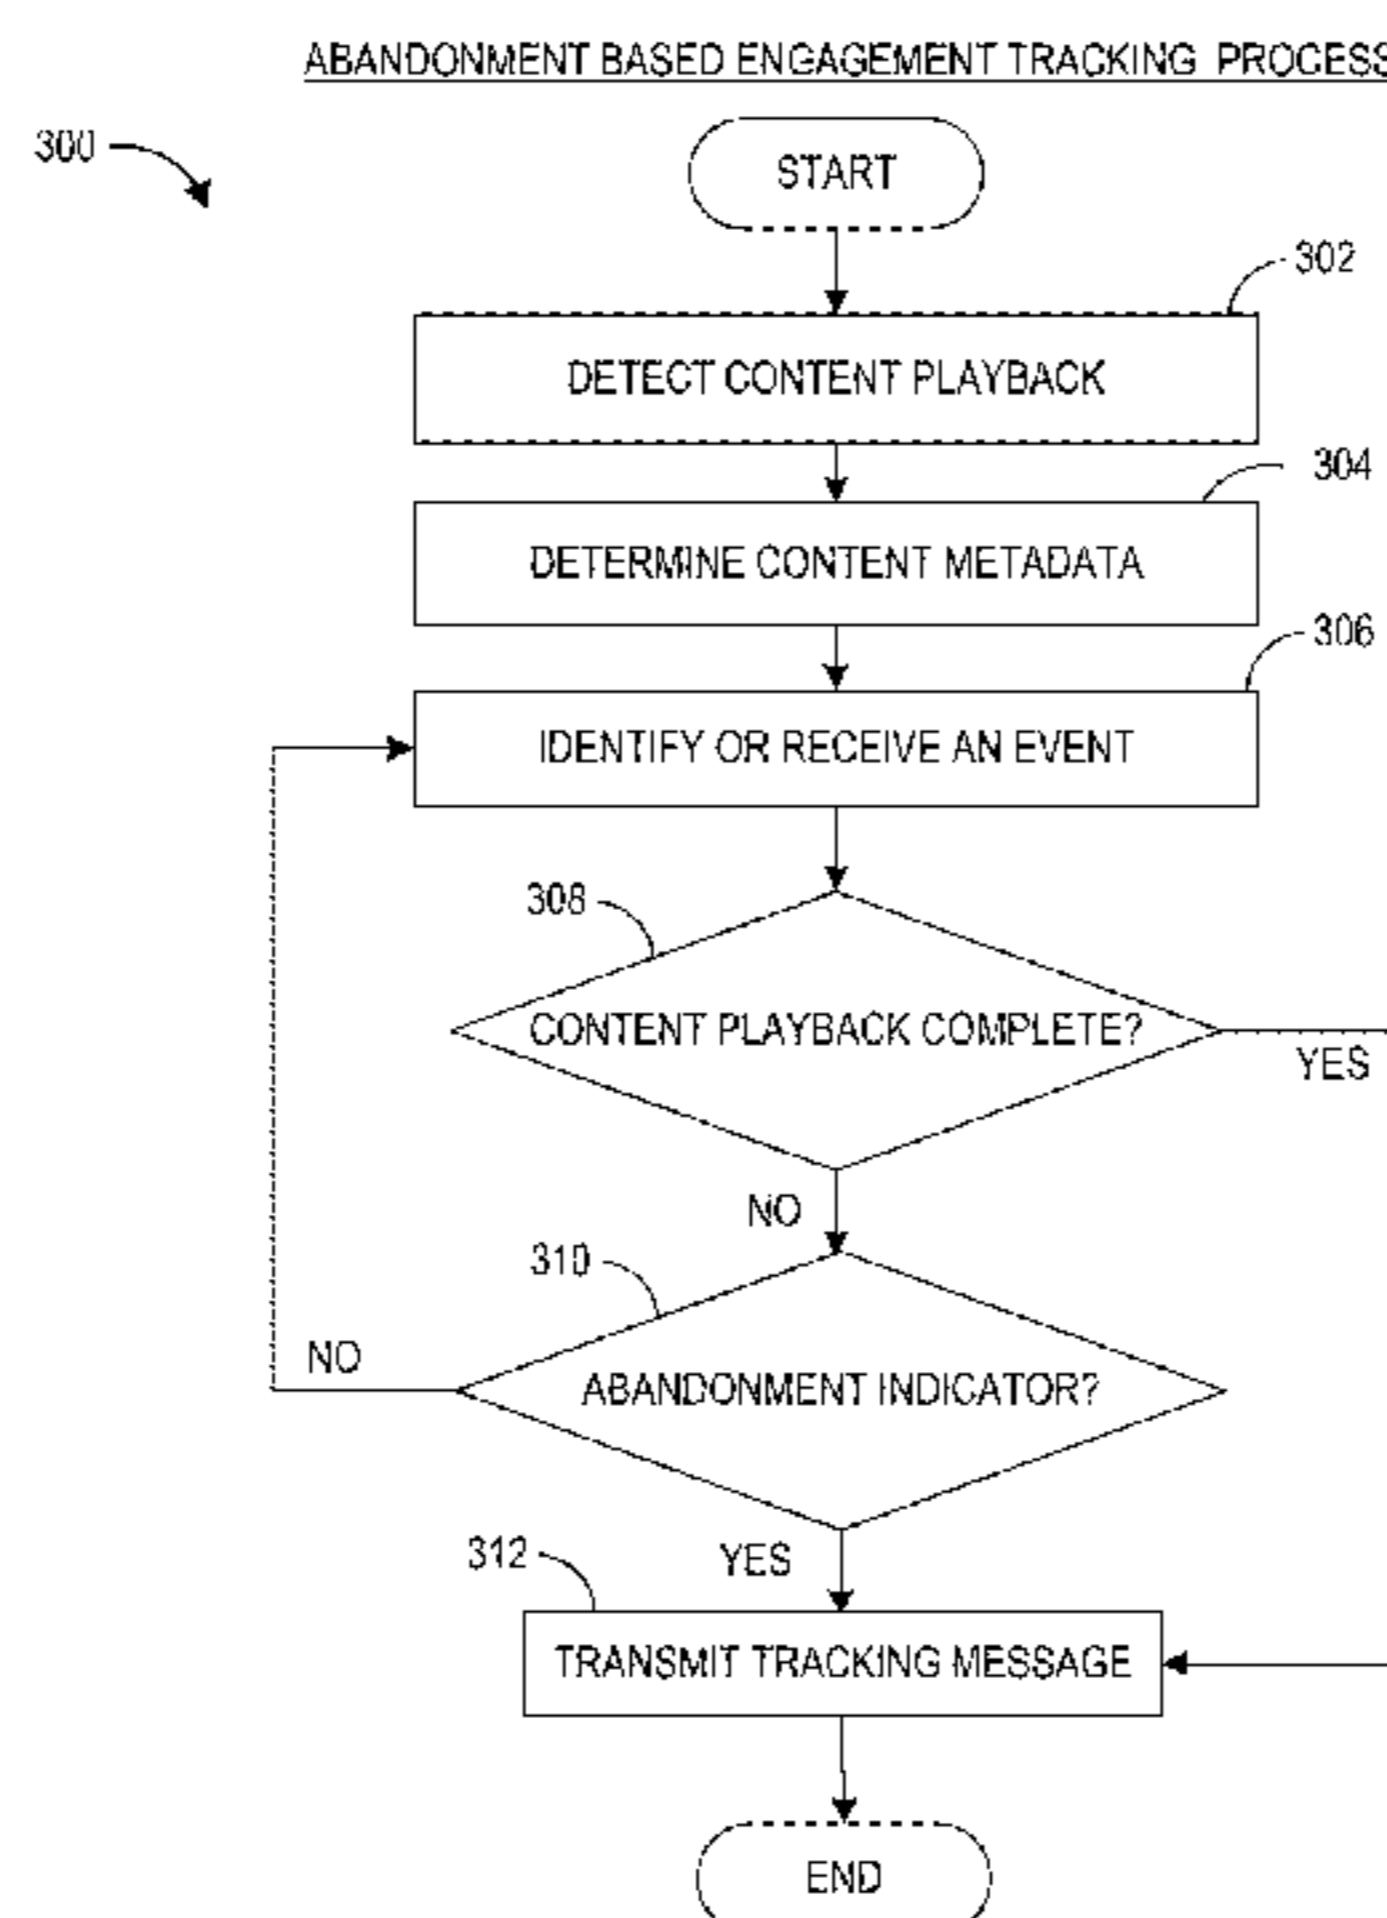 ABANDONMENT BASED ENGAGEMENT TRACKING PROCESS
300
START
302
DETECT CONTENT PLAYBACK
304
DETERMINE CONTENT METADATA
306
IDENTIFY OR RECEIVE AN EVENT
308
CONTENT PLAYBACK COMPLETE?
YES
NO
310
NO
ABANDONMENT INDICATOR?
312
YES
TRANSMIT TRACKING MESSAGE
END